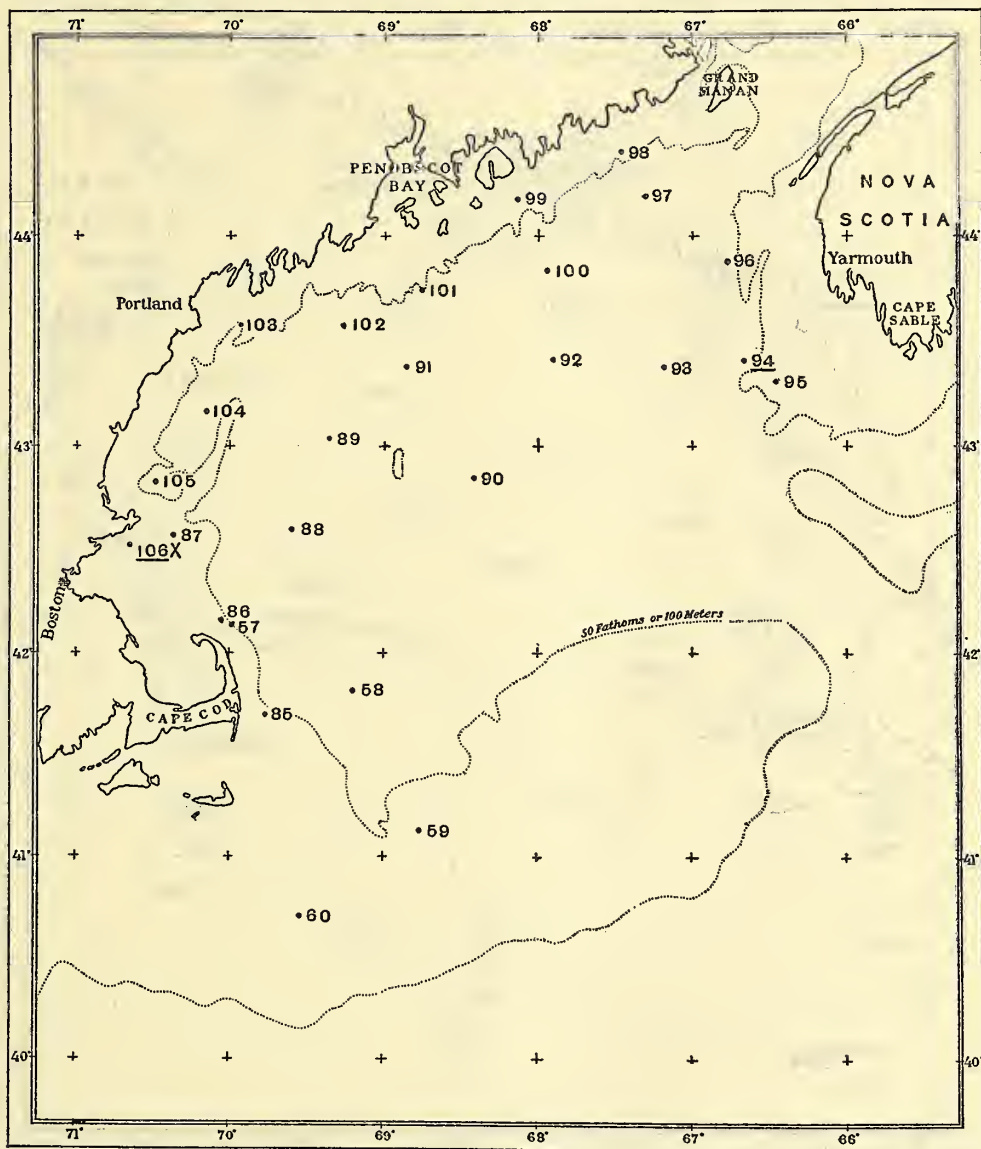 71° 70° 69° 68° 67° 66°
GRAND
MANAN
98
PENOBSCOT
BAY
99
97
NOVA
SCOTIA
44° 44°
96
Yarmouth
100
101
Portland
103
102
CAPE
SABLE
91
92
93
94
95
104
89
43° 43°
105
90
88
87
106X
Boston
86
57
50 Fathoms or 100 Meters
42° 42°
58
85
CAPE COD
59
41° 41°
60
40° 40°
71° 70° 69° 68° 67° 66°